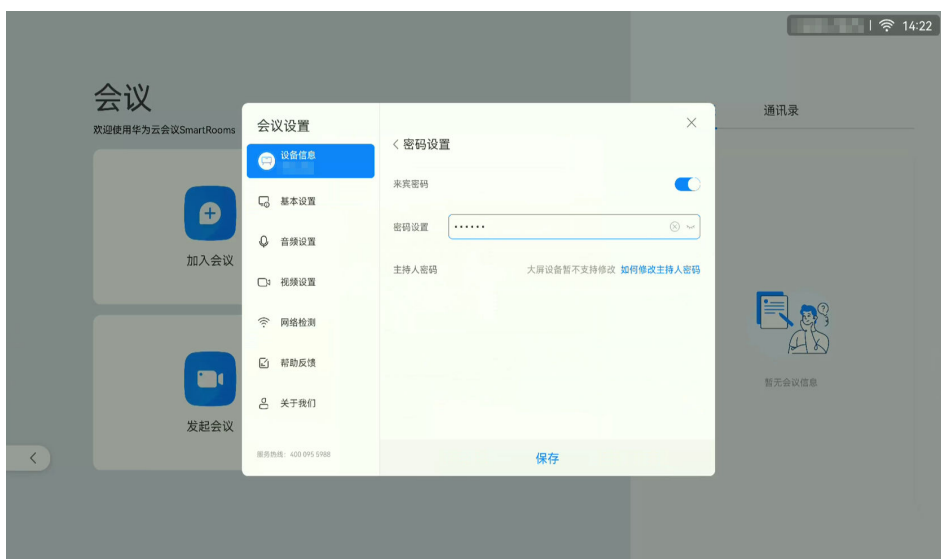 14:22
会议
欢迎使用华为云会议SmartRooms
加入会议
发起会议
会议设置
设备信息
基本设置
音频设置
视频设置
网络检测
帮助反馈
关于我们
服务热线: 400 095 5988
< 密码设置
来宾密码
密码设置 ••••••
主持人密码 大屏设备暂不支持修改 如何修改主持人密码
保存
通讯录
暂无会议信息